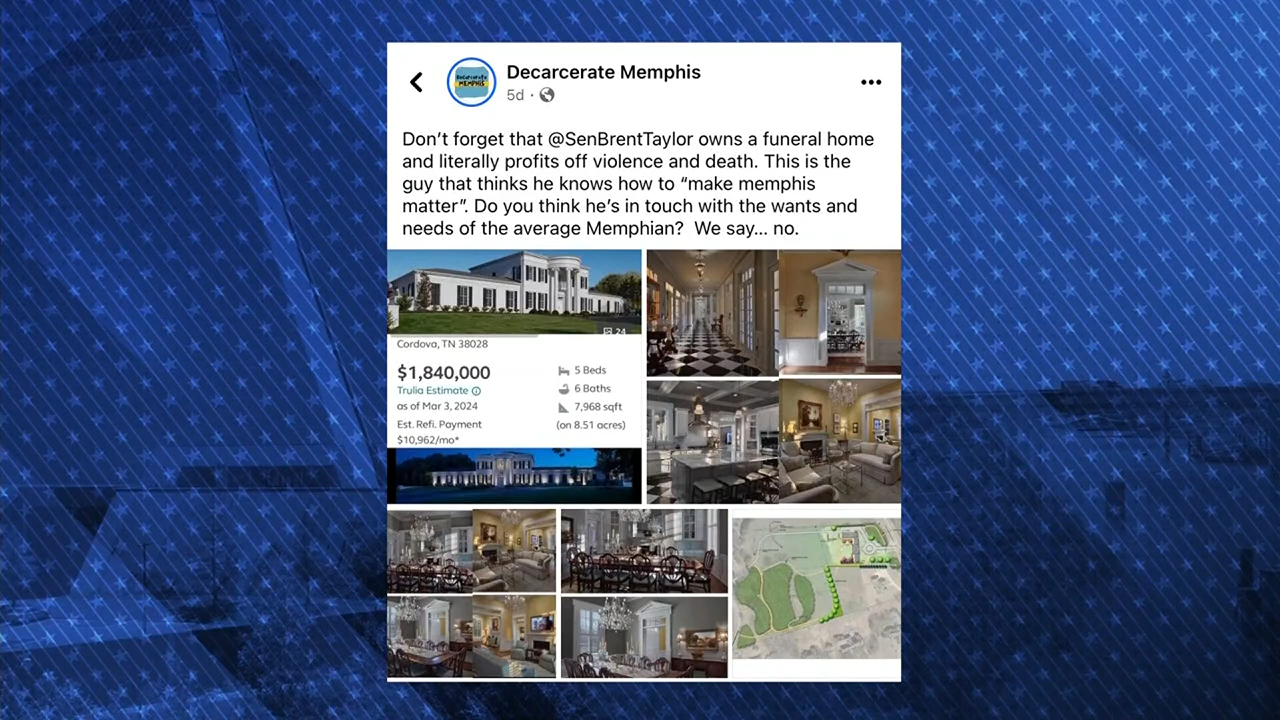 Decarcerate
MEMPHIS
Decarcerate Memphis
5d ·
Don't forget that @SenBrentTaylor owns a funeral home
and literally profits off violence and death. This is the
guy that thinks he knows how to “make memphis
matter”. Do you think he's in touch with the wants and
needs of the average Memphian?  We say... no.
24
Cordova, TN 38028
$1,840,000
Trulia Estimate
as of Mar 3, 2024
Est. Refi. Payment
$10,962/mo*
5 Beds
6 Baths
7,968 sqft
(on 8.51 acres)